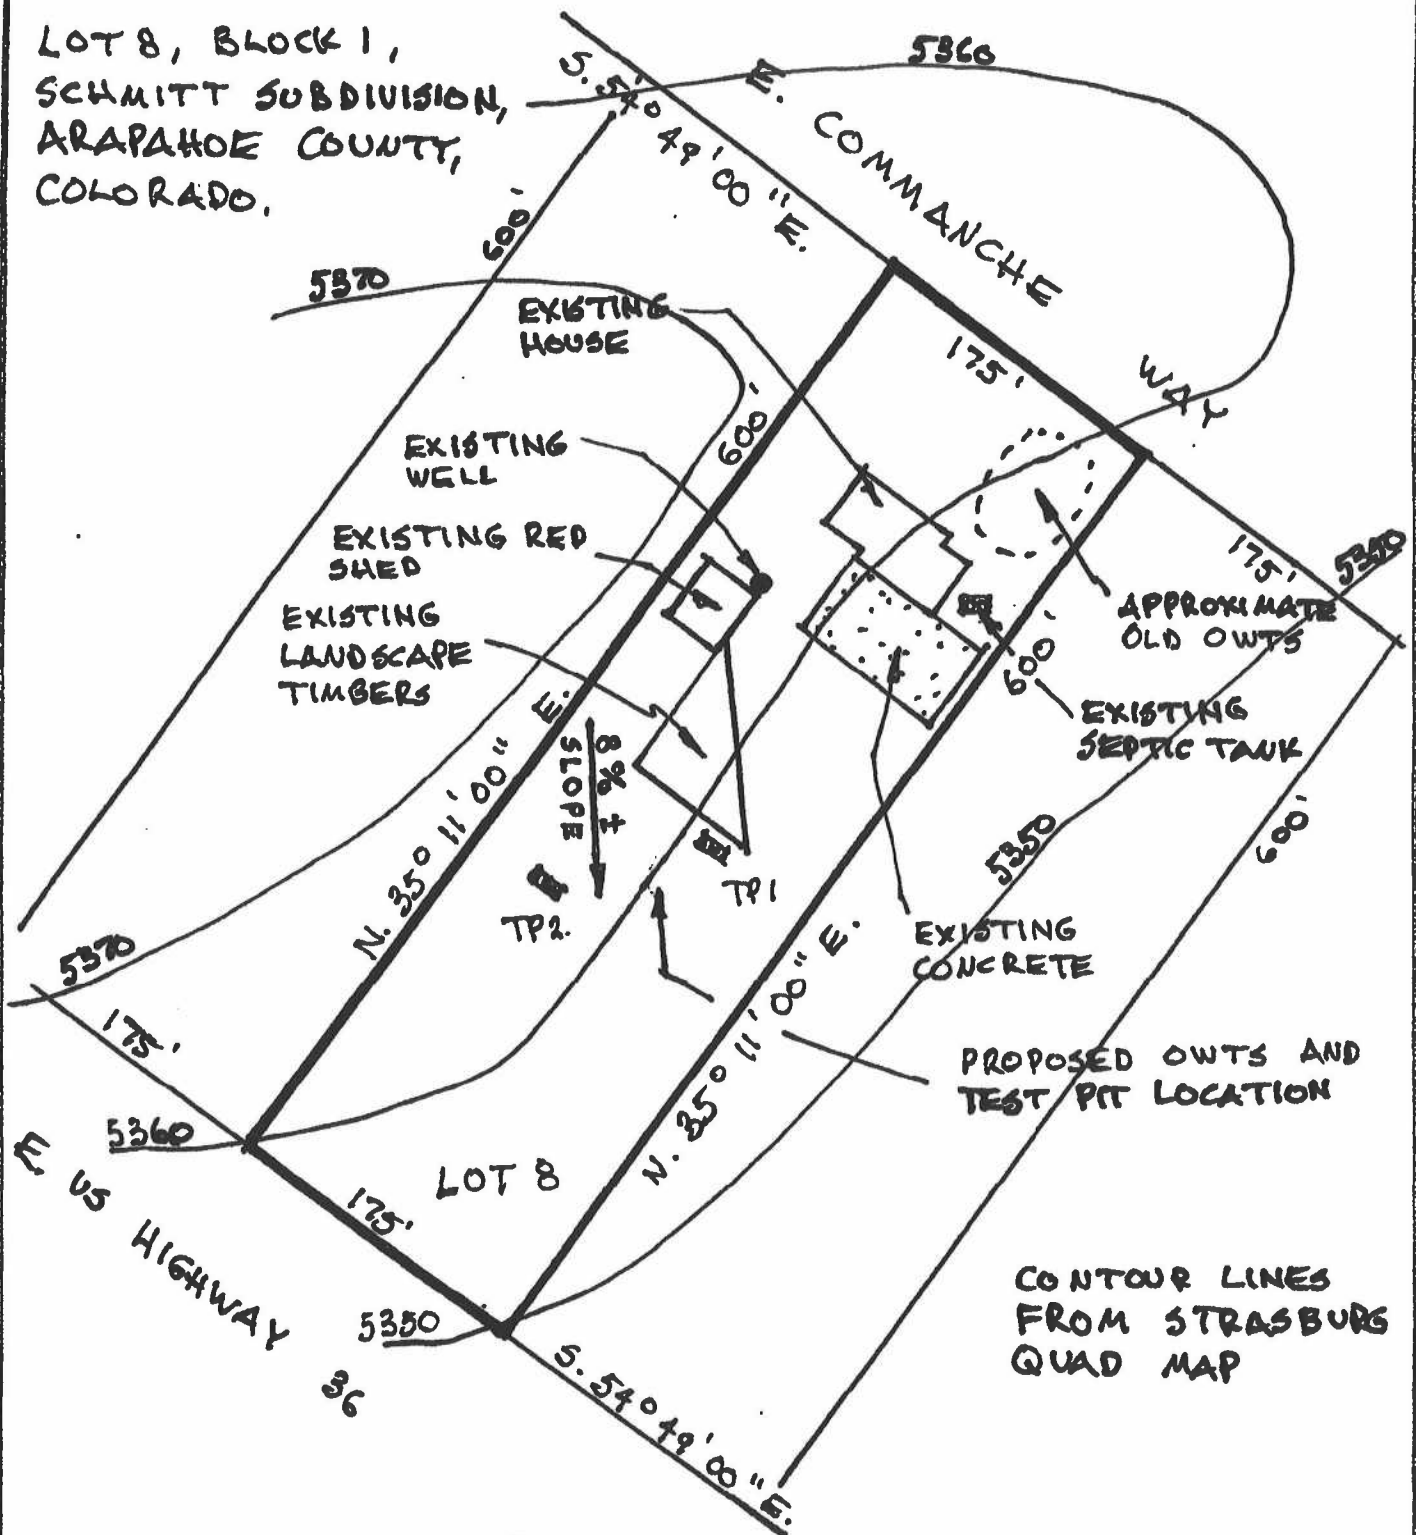 LOT 8, BLOCK 1,
SCHMITT SUBDIVISION,
ARAPAHOE COUNTY,
COLORADO.
5360
S. 54° 49' 00" E.
E. COMMANCHE WAY
600'
5370
EXISTING
HOUSE
175'
600'
EXISTING
WELL
EXISTING RED
SHED
EXISTING
LANDSCAPE
TIMBERS
175'
APPROXIMATE
OLD OWTS
600'
EXISTING
SEPTIC TANK
8% ±
SLOPE
N. 35° 11' 00" E.
5350
600'
TP1
TP2.
EXISTING
CONCRETE
5370
175'
N. 35° 11' 00" E.
PROPOSED OWTS AND
TEST PIT LOCATION
5360
E. US HIGHWAY 36
LOT 8
175'
5350
S. 54° 49' 00" E.
CONTOUR LINES
FROM STRASBURG
QUAD MAP